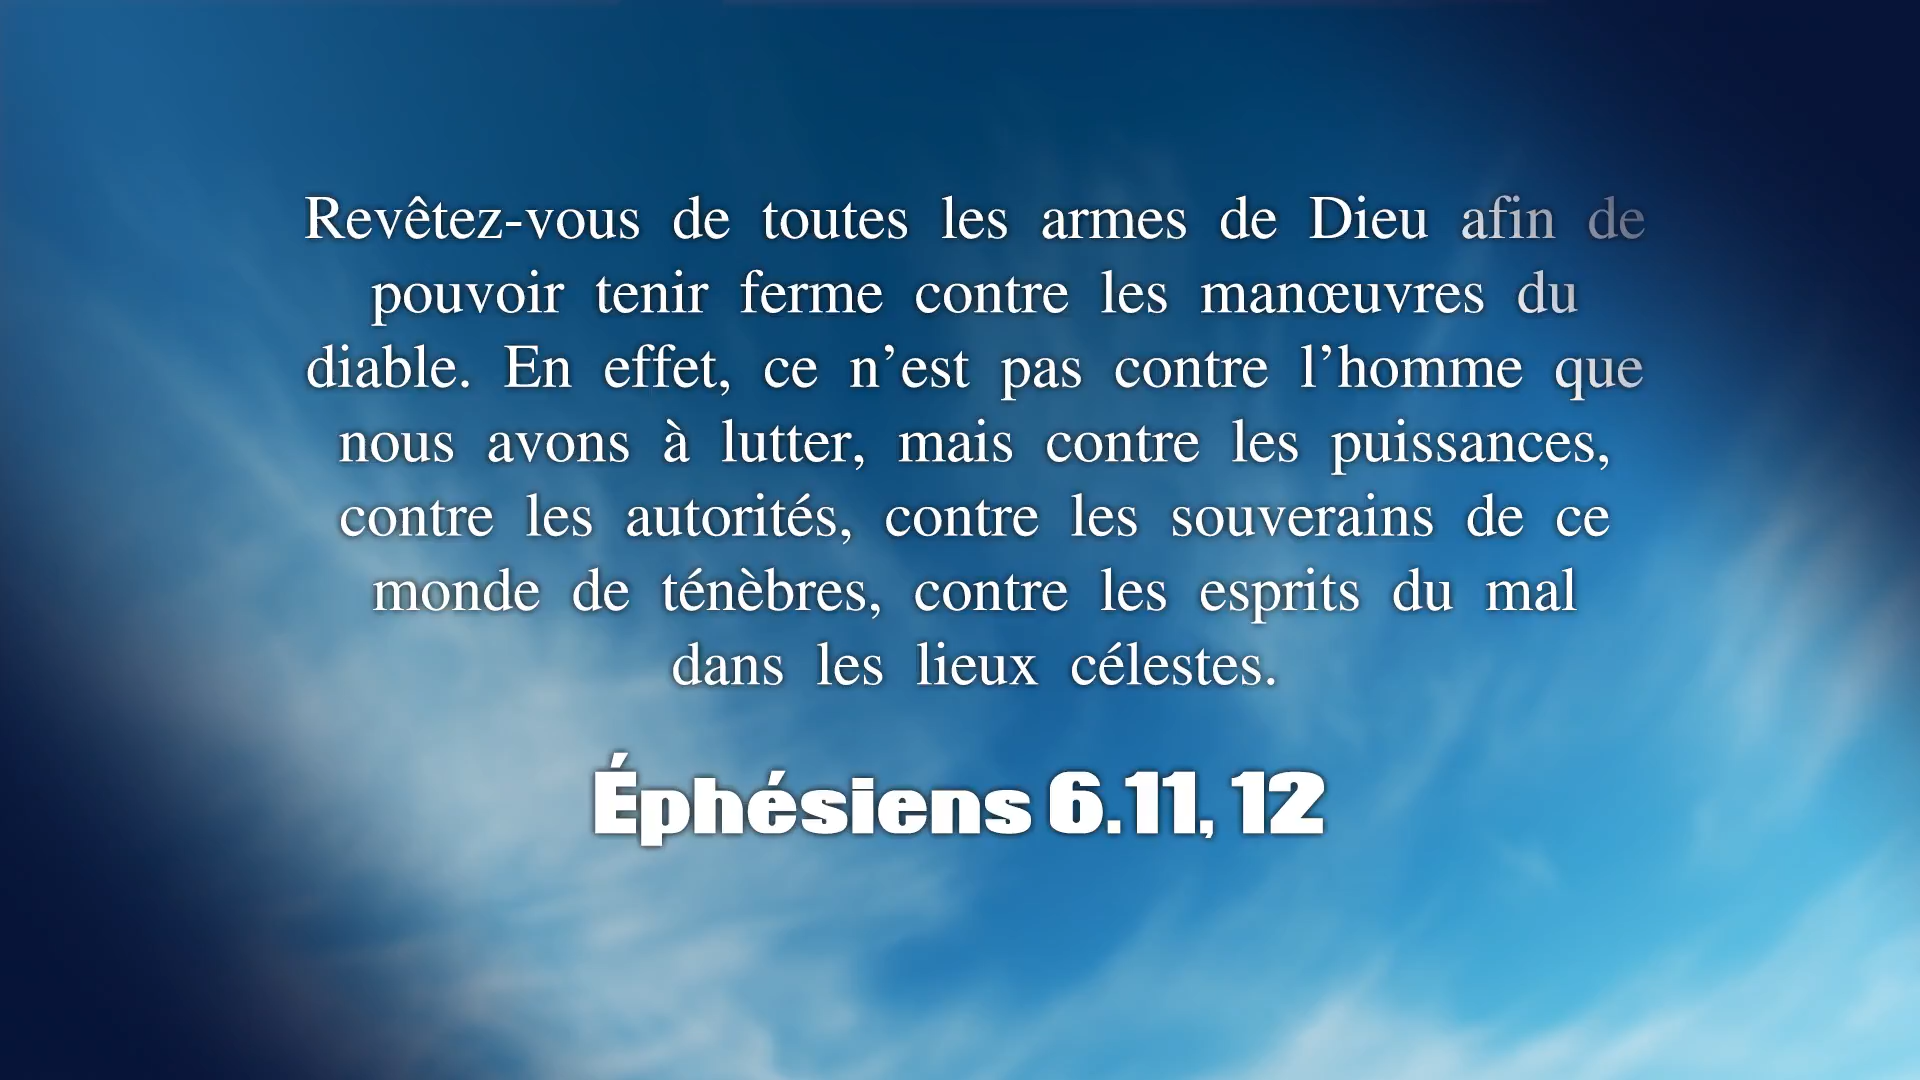 Revêtez-vous de toutes les armes de Dieu afin de
pouvoir tenir ferme contre les manœuvres du
diable. En effet, ce n’est pas contre l’homme que
nous avons à lutter, mais contre les puissances,
contre les autorités, contre les souverains de ce
monde de ténèbres, contre les esprits du mal
dans les lieux célestes.
Éphésiens 6.11, 12